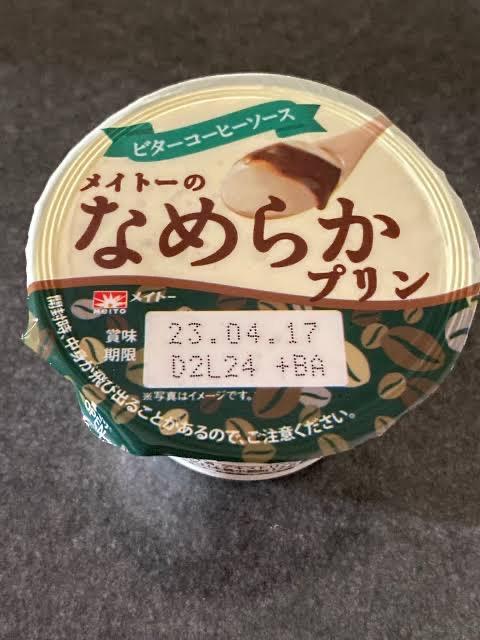 ビターコーヒーソース
メイトーの
なめらか
プリン
MEITO メイトー
賞味
期限
23.04.17
D2L24 +BA
※写真はイメージです。
開封時、中身が飛び出ることがあるので、ご注意ください。
OPEN